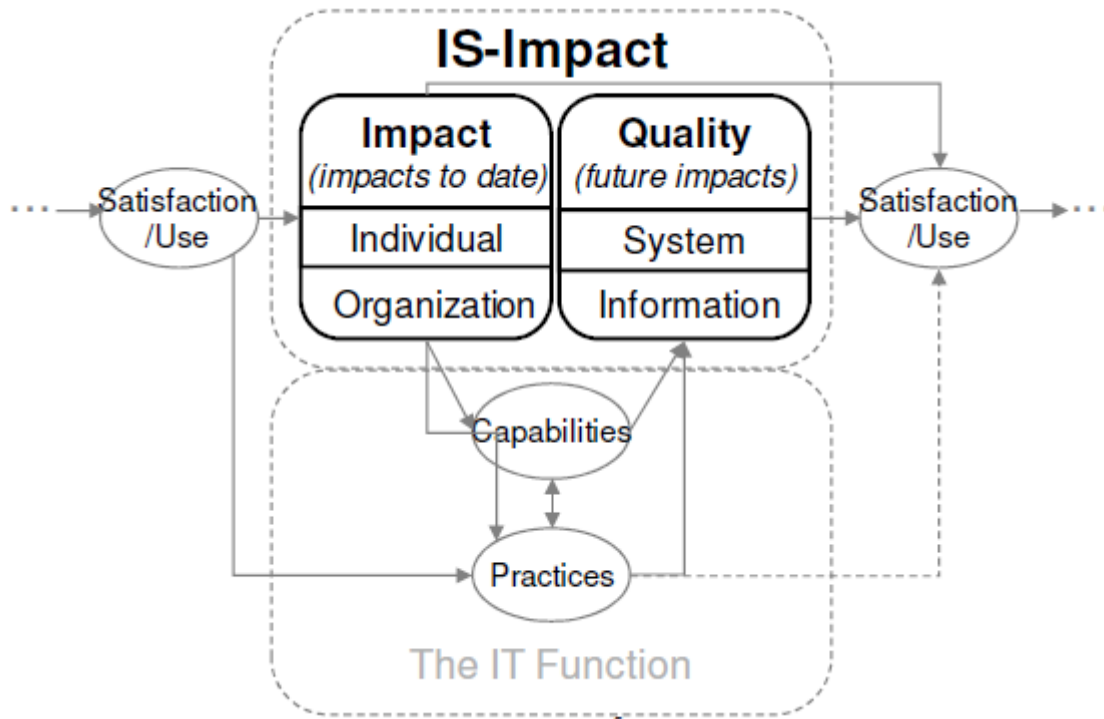 IS-Impact
Impact
(impacts to date)
Individual
Organization
Quality
(future impacts)
System
Information
...
Satisfaction
/Use
Satisfaction
/Use
...
Capabilities
Practices
The IT Function